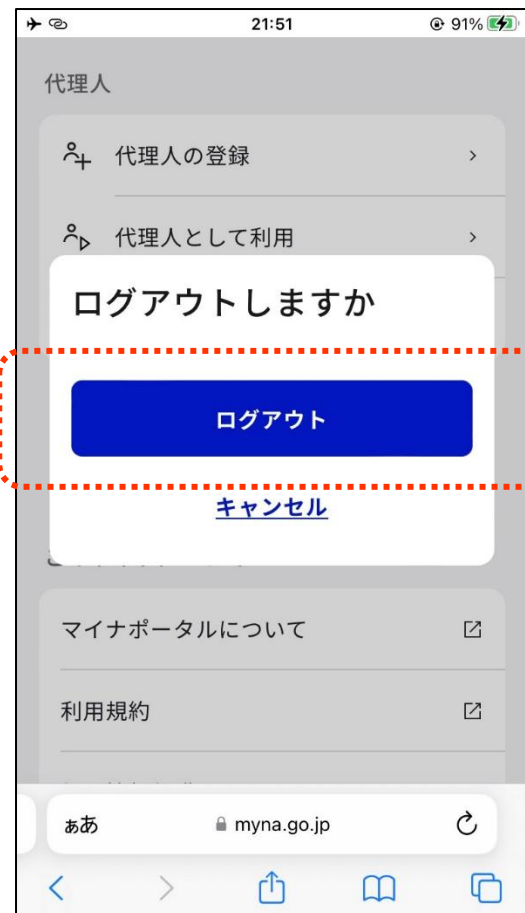 21:51
91%
代理人
代理人の登録
代理人として利用
ログアウトしますか
ログアウト
キャンセル
マイナポータルについて
利用規約
ぁあ
myna.go.jp